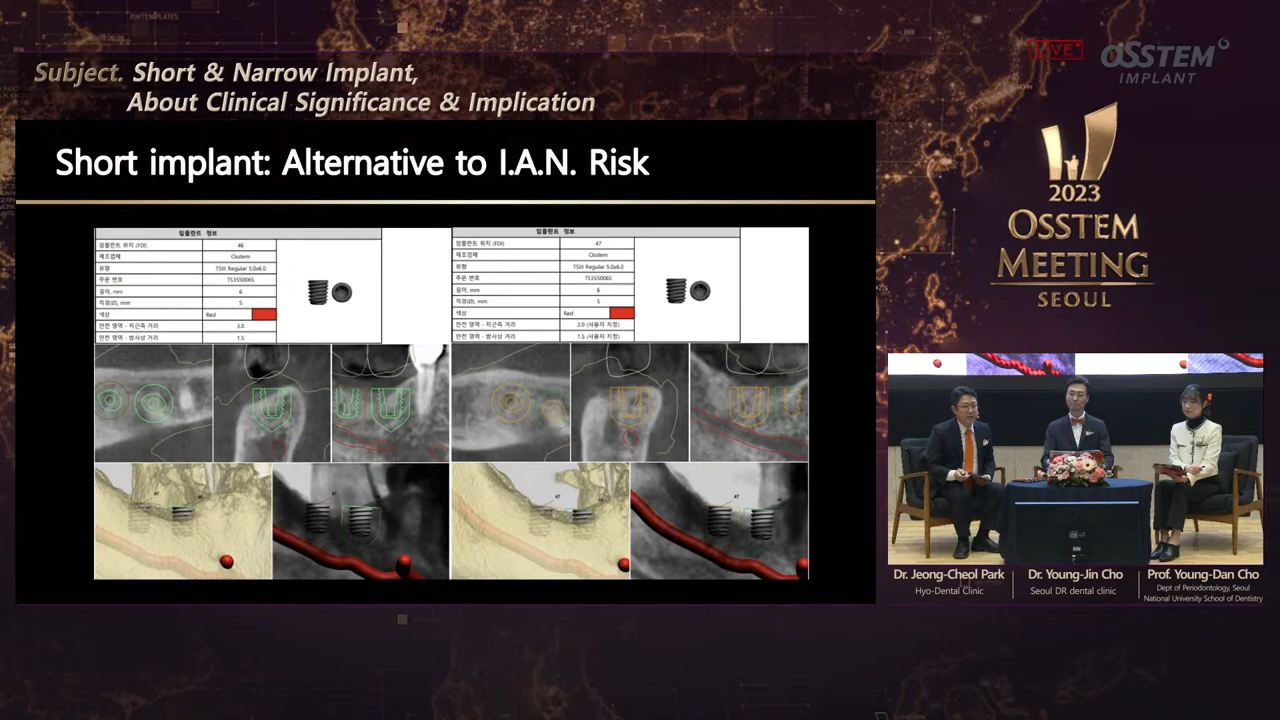 LIVE
OSSTEM
IMPLANT
Subject. Short & Narrow Implant,
About Clinical Significance & Implication
Short implant: Alternative to I.A.N. Risk
임플란트 정보
임플란트 위치 (FDI) 46
제조업체 Osstem
유형 TSIII Regular 5.0x6.0
주문 번호 TS3S5006S
길이, mm 6
직경(Ø), mm 5
색상 Red
안전 영역 - 치근측 거리 3.0
안전 영역 - 방사상 거리 1.5
임플란트 정보
임플란트 위치 (FDI) 47
제조업체 Osstem
유형 TSIII Regular 5.0x6.0
주문 번호 TS3S5006S
길이, mm 6
직경(Ø), mm 5
색상 Red
안전 영역 - 치근측 거리 2.0 (사용자 지정)
안전 영역 - 방사상 거리 1.5 (사용자 지정)
47
47
47
47
2023
OSSTEM
MEETING
SEOUL
Dr. Jeong-Cheol Park
Hyo-Dental Clinic
Dr. Young-Jin Cho
Seoul DR dental clinic
Prof. Young-Dan Cho
Dept of Periodontology, Seoul
National University School of Dentistry